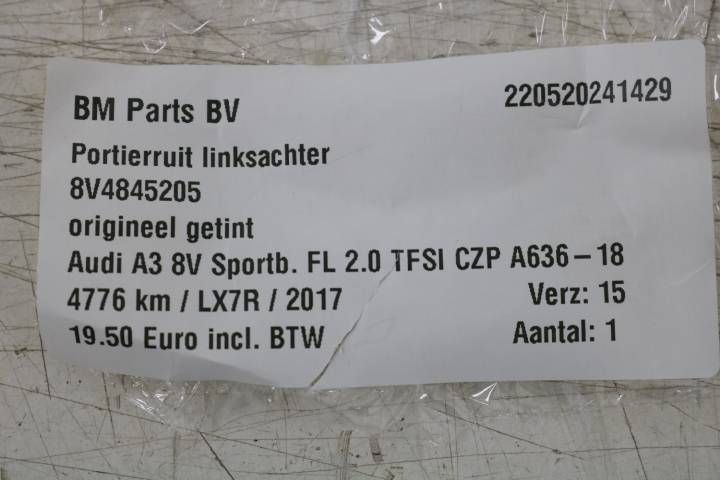 BM Parts BV 220520241429
Portierruit linksachter
8V4845205
origineel getint
Audi A3 8V Sportb. FL 2.0 TFSI CZP A636-18
4776 km / LX7R / 2017 Verz: 15
19.50 Euro incl. BTW Aantal: 1